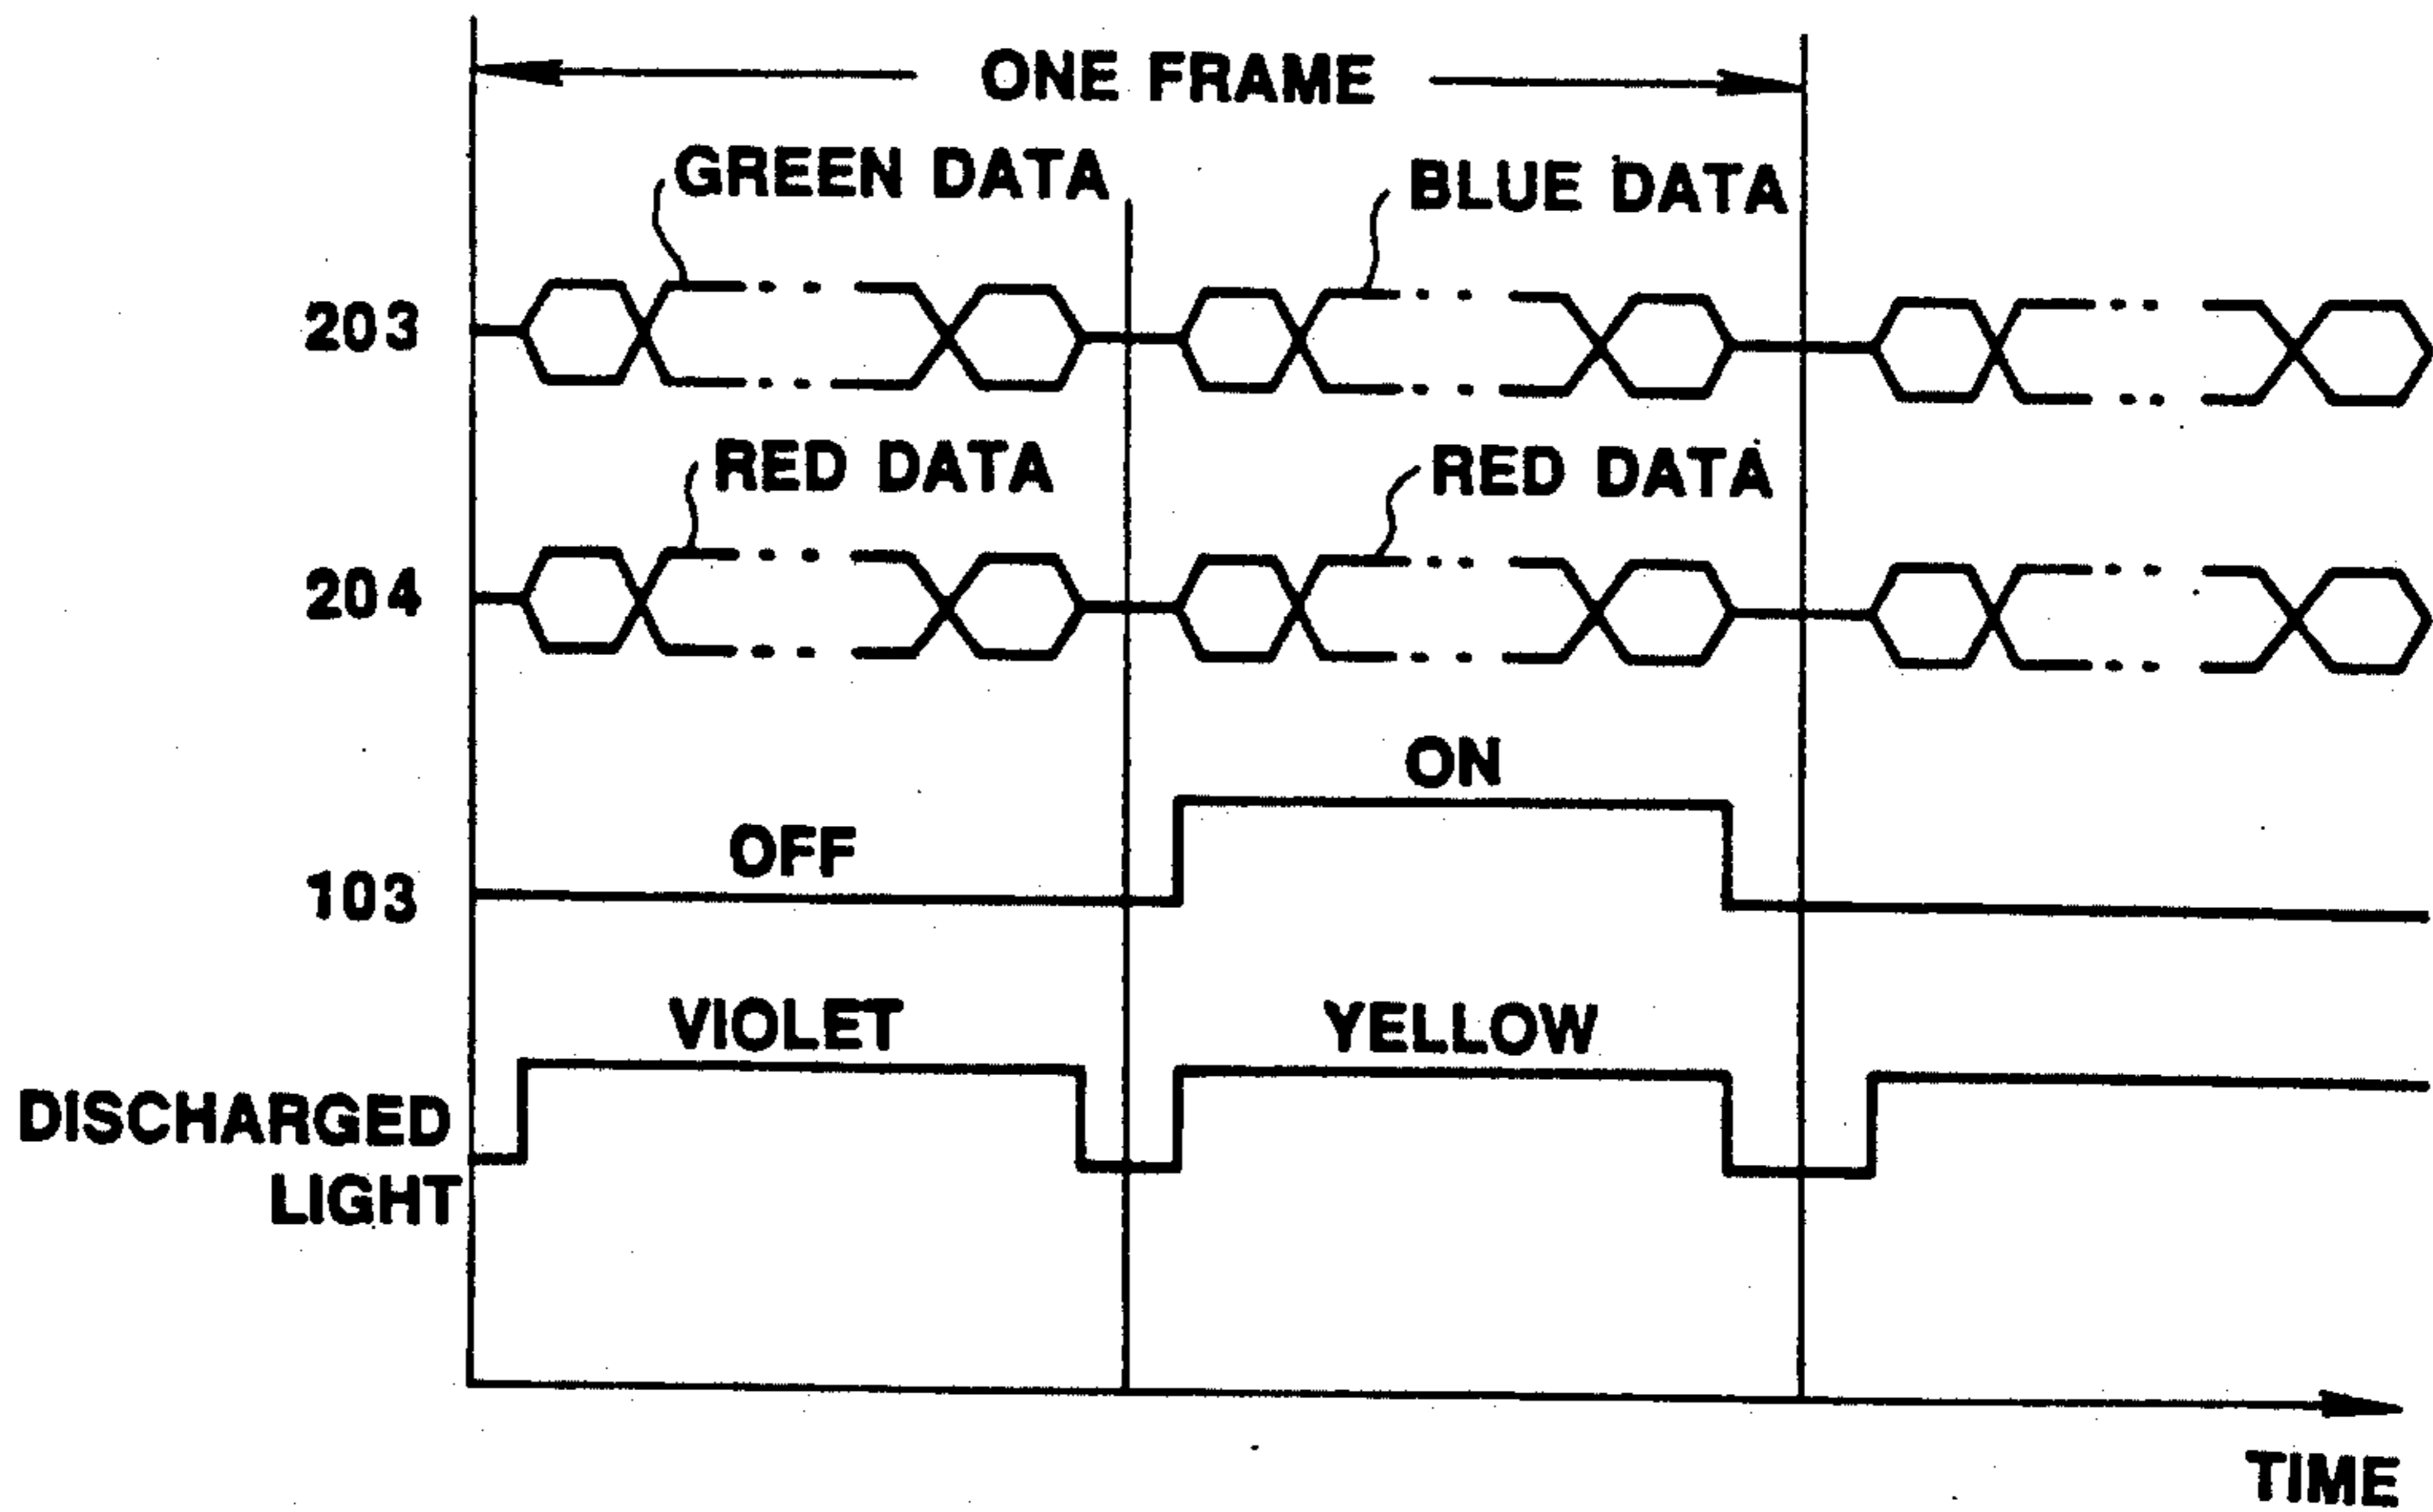 ONE FRAME
GREEN DATA
BLUE DATA
203
RED DATA
RED DATA
204
ON
OFF
103
VIOLET
YELLOW
DISCHARGED
LIGHT
TIME